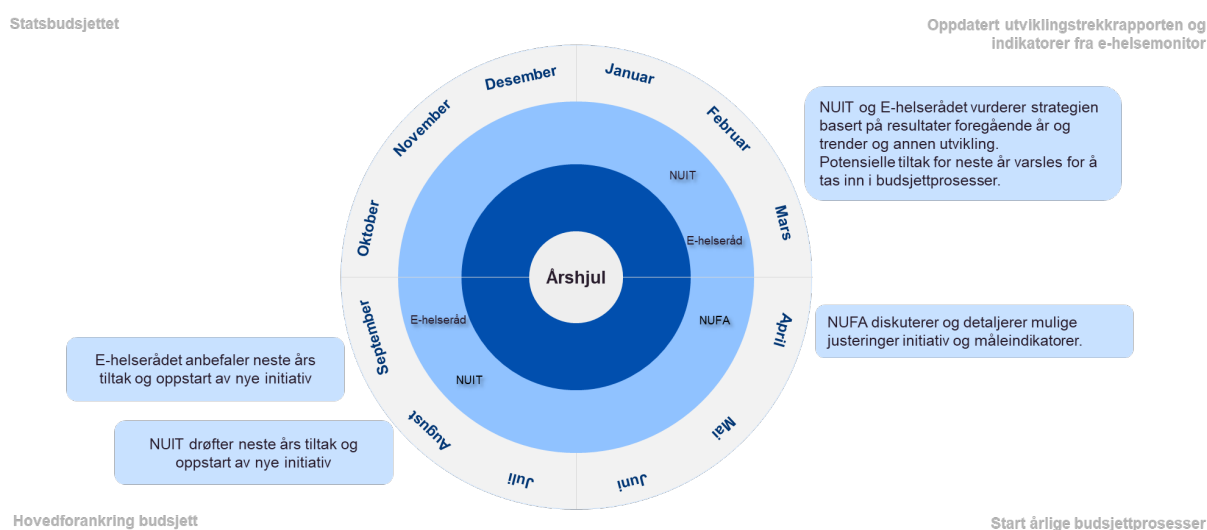 Statsbudsjettet
Oppdatert utviklingstrekkrapporten og
indikatorer fra e-helsemonitor
Desember
Januar
November
Februar
Oktober
Mars
September
April
August
Mai
Juli
Juni
NUIT
E-helseråd
Årshjul
E-helseråd
NUFA
NUIT
NUIT og E-helserådet vurderer strategien
basert på resultater foregående år og
trender og annen utvikling.
Potensielle tiltak for neste år varsles for å
tas inn i budsjettprosesser.
NUFA diskuterer og detaljerer mulige
justeringer initiativ og måleindikatorer.
E-helserådet anbefaler neste års
tiltak og oppstart av nye initiativ
NUIT drøfter neste års tiltak og
oppstart av nye initiativ
Hovedforankring budsjett
Start årlige budsjettprosesser